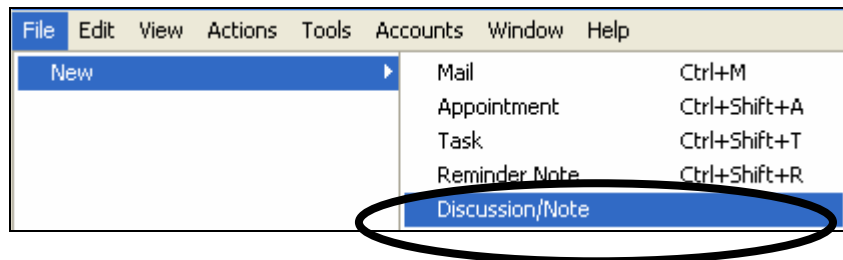 File Edit View Actions Tools Accounts Window Help
New Mail Ctrl+M
Appointment Ctrl+Shift+A
Task Ctrl+Shift+T
Reminder Note Ctrl+Shift+R
Discussion/Note